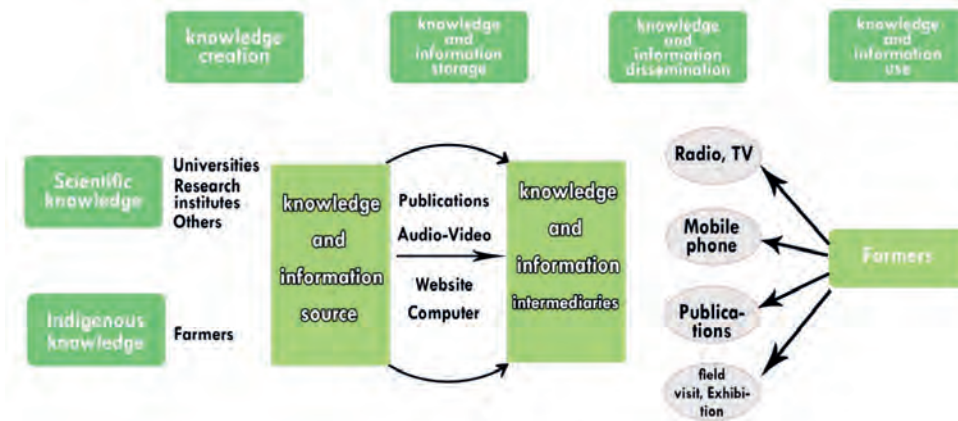 knowledge
creation
knowledge
and
information
storage
knowledge
and
information
dissemination
knowledge
and
information
use
Scientific
knowledge
Universities
Research
institutes
Others
Indigenous
knowledge
Farmers
knowledge
and
information
source
Publications
Audio-Video
Website
Computer
knowledge
and
information
intermediaries
Radio, TV
Mobile
phone
Publica-
tions
field
visit, Exhibi-
tion
Farmers